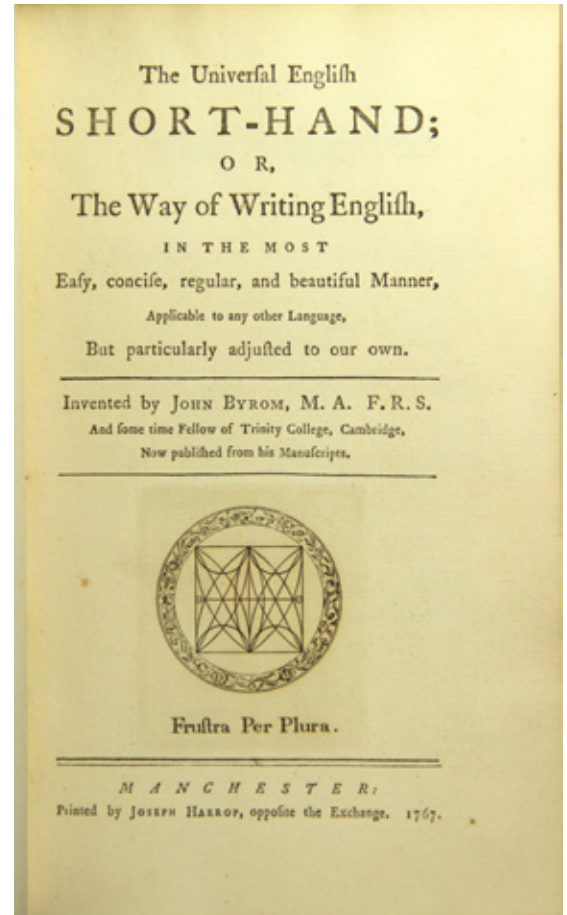 The Univerſal Engliſh
SHORT-HAND;
OR,
The Way of Writing Engliſh,
IN THE MOST
Eaſy, conciſe, regular, and beautiful Manner,
Applicable to any other Language,
But particularly adjuſted to our own.
Invented by JOHN BYROM, M. A. F. R. S.
And ſome time Fellow of Trinity College, Cambridge,
Now publiſhed from his Manuſcripts.
Fruſtra Per Plura.
MANCHESTER:
Printed by JOSEPH HARROP, oppoſite the Exchange. 1767.